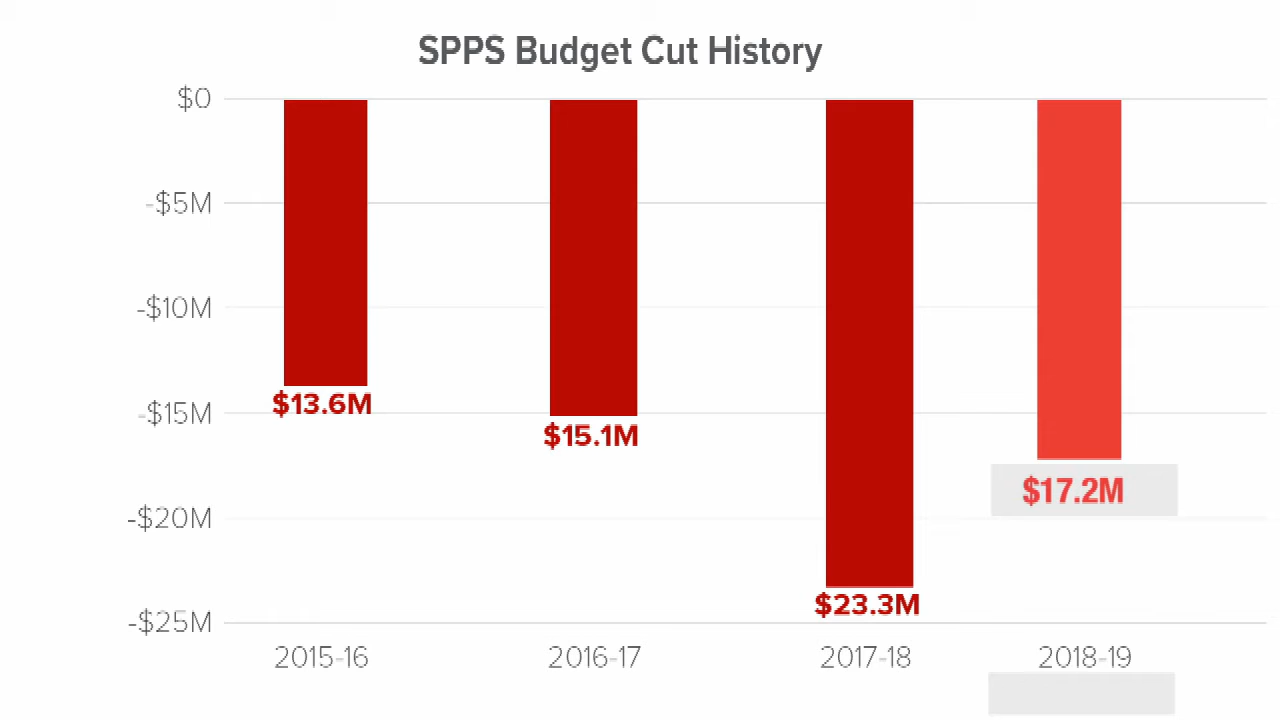 SPPS Budget Cut History
$0
-$5M
-$10M
-$15M
-$20M
-$25M
$13.6M
$15.1M
$23.3M
$17.2M
2015-16 2016-17 2017-18 2018-19